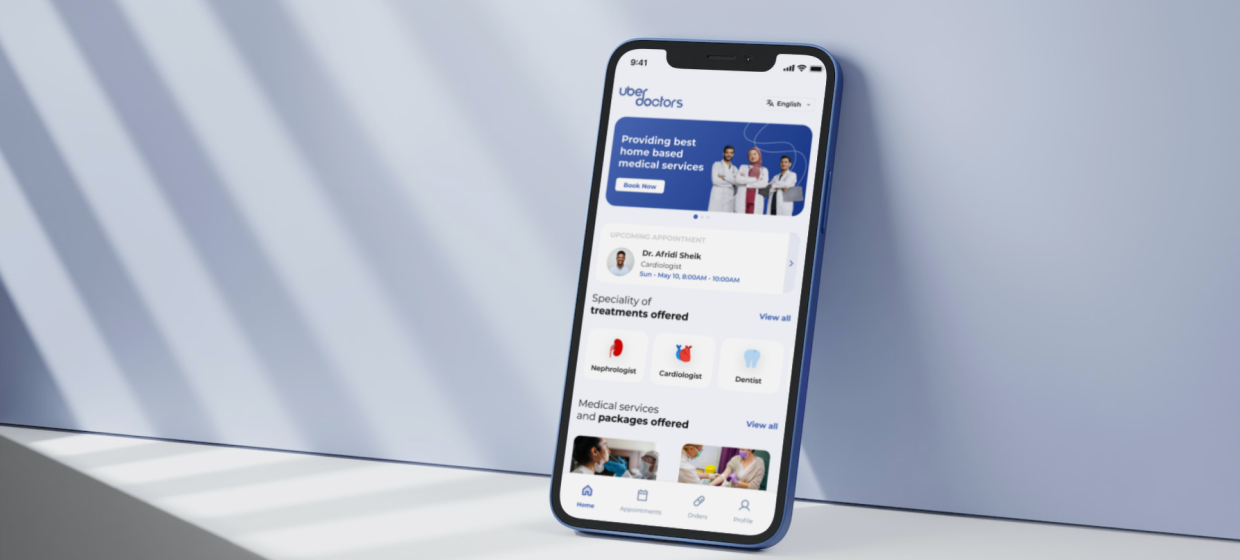 9:41
uber
doctors
English
Providing best
home based
medical services
Book Now
UPCOMING APPOINTMENT
Dr. Afridi Sheik
Cardiologist
Sun - May 10, 8:00AM - 10:00AM
Speciality of
treatments offered
View all
Nephrologist
Cardiologist
Dentist
Medical services
and packages offered
View all
Home
Appointments
Orders
Profile